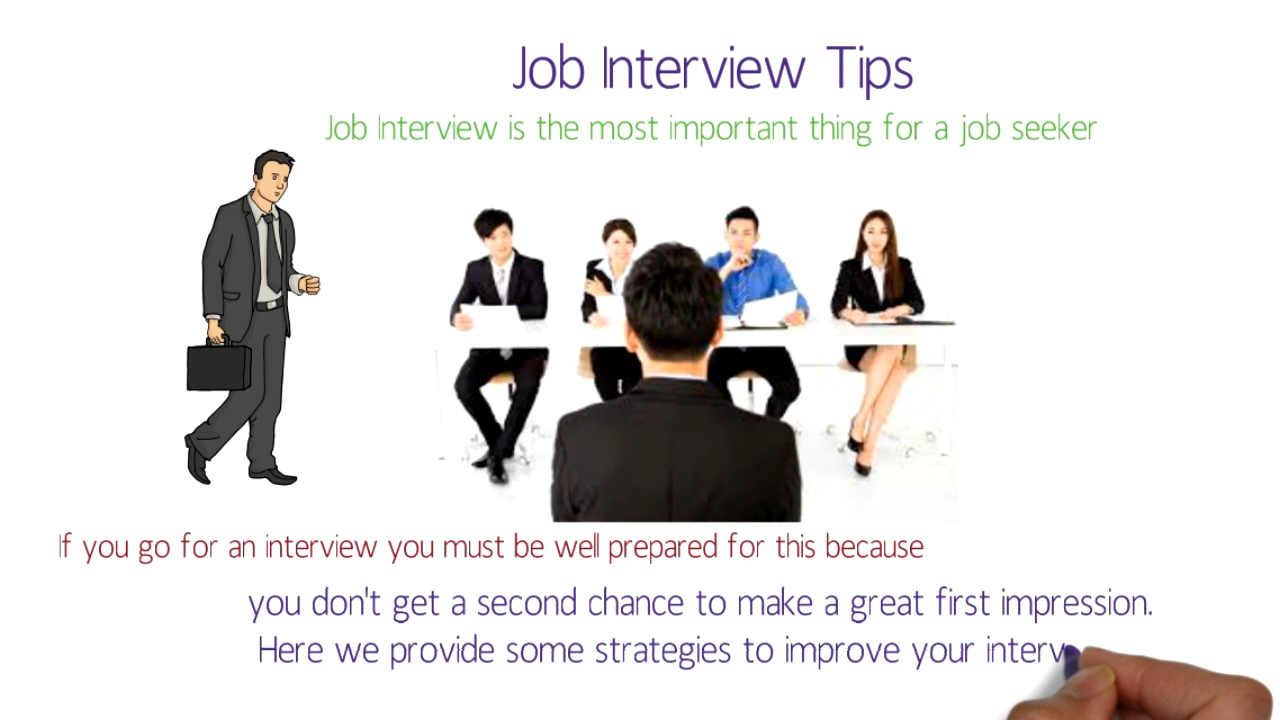 Job Interview Tips
Job Interview is the most important thing for a job seeker
If you go for an interview you must be well prepared for this because
you don't get a second chance to make a great first impression.
Here we provide some strategies to improve your interv